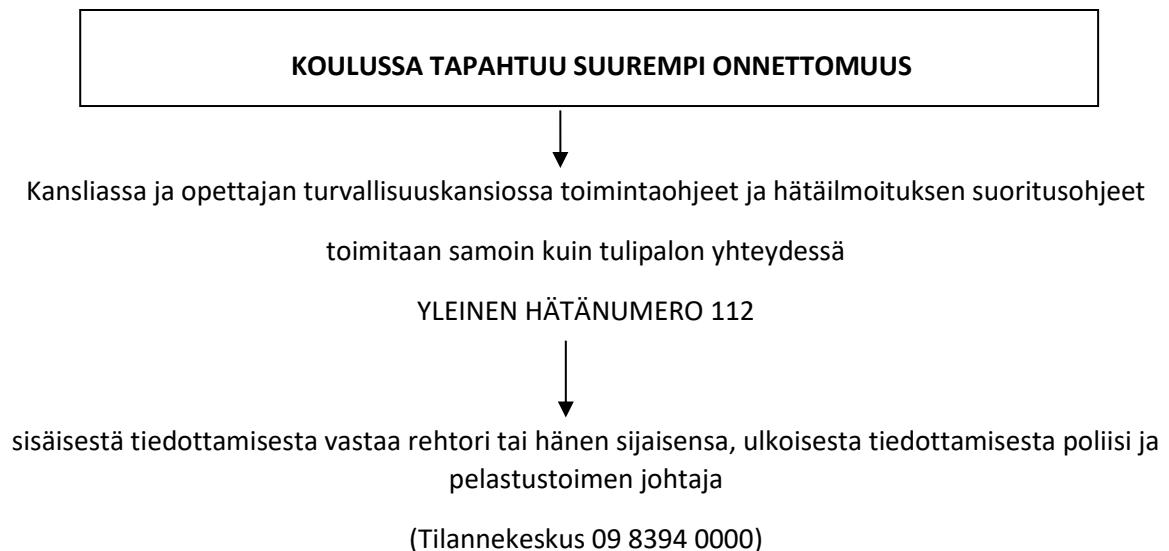 KOULUSSA TAPAHTUU SUUREMPI ONNETTOMUUS
Kansliassa ja opettajan turvallisuuskansiossa toimintaohjeet ja hätäilmoituksen suoritusohjeet
toimitaan samoin kuin tulipalon yhteydessä
YLEINEN HÄTÄNUMERO 112
sisäisestä tiedottamisesta vastaa rehtori tai hänen sijaisensa, ulkoisesta tiedottamisesta poliisi ja
pelastustoimen johtaja
(Tilannekeskus 09 8394 0000)